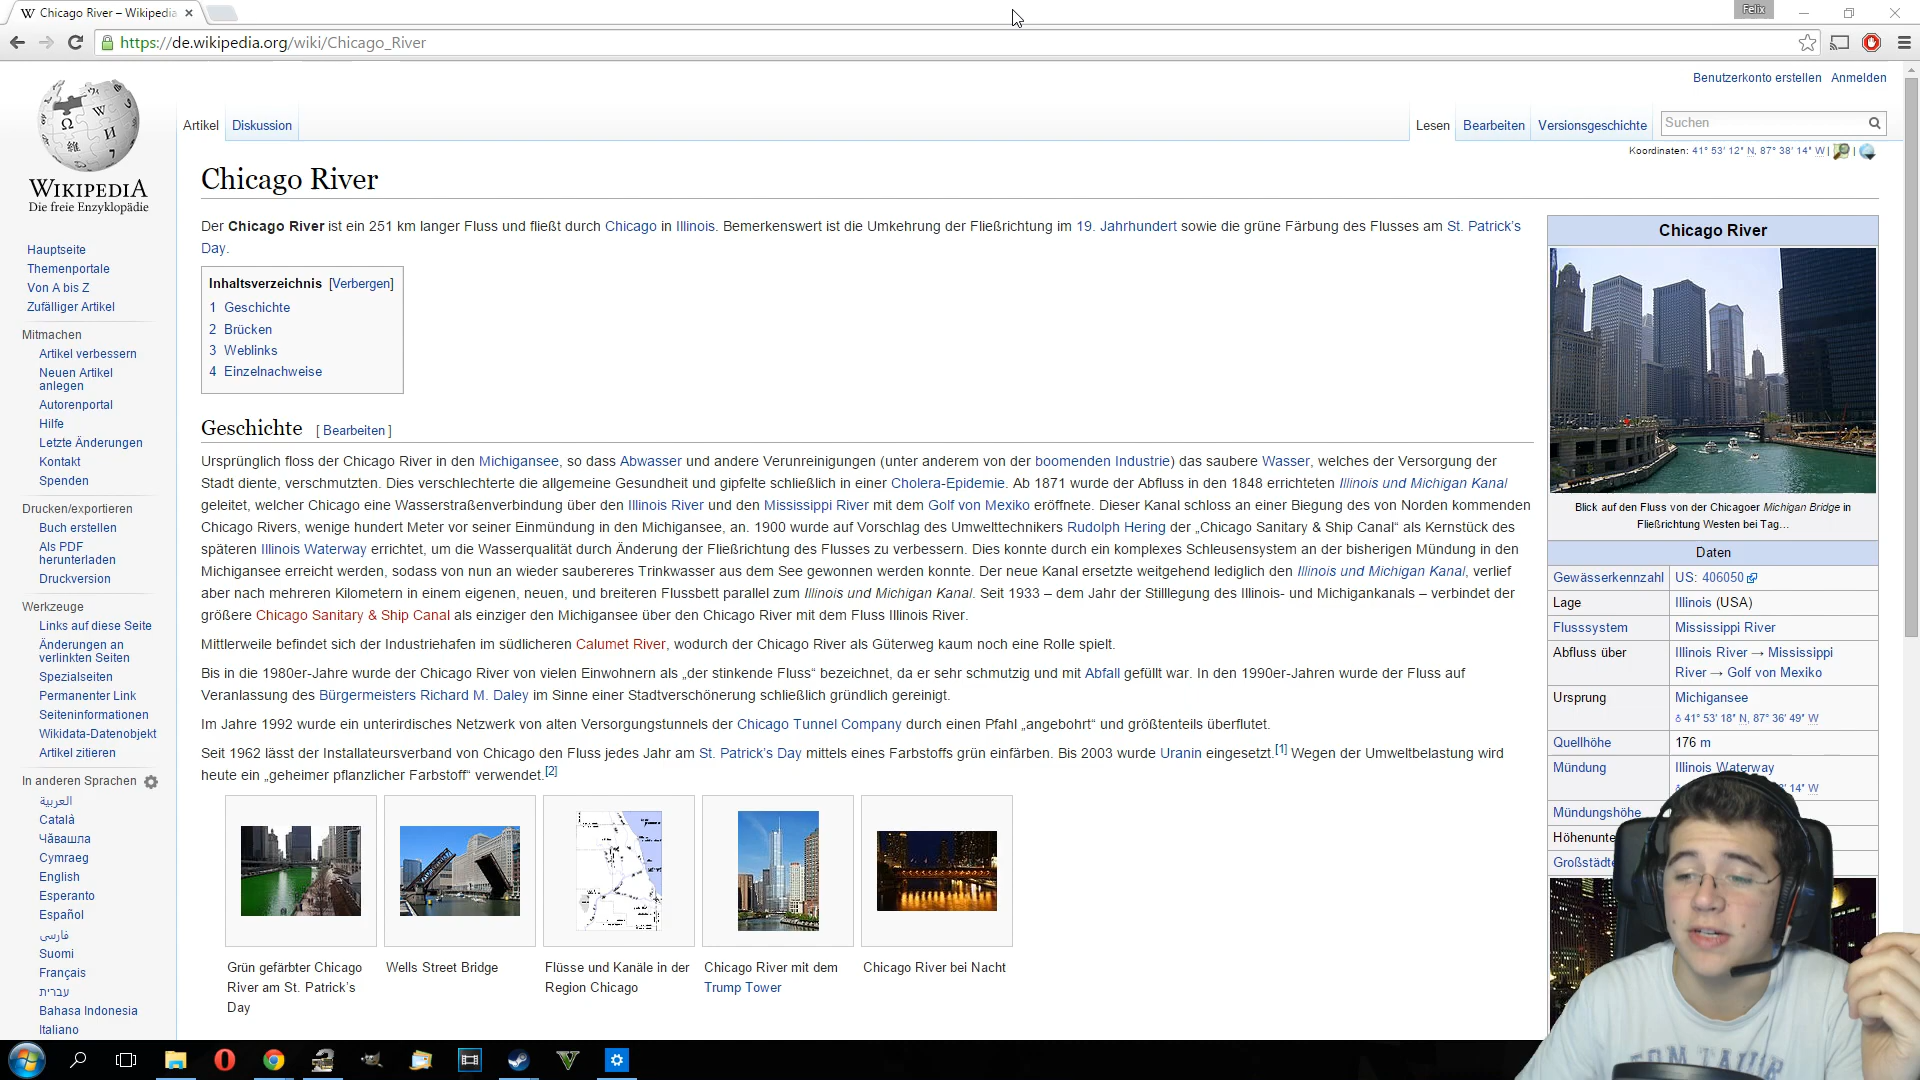 Chicago River – Wikipedia
Felix
https://de.wikipedia.org/wiki/Chicago_River
Benutzerkonto erstellen Anmelden
WIKIPEDIA
Die freie Enzyklopädie
Artikel Diskussion
Lesen Bearbeiten Versionsgeschichte Suchen
Koordinaten: 41° 53′ 12″ N, 87° 38′ 14″ W | |
Chicago River
Der Chicago River ist ein 251 km langer Fluss und fließt durch Chicago in Illinois. Bemerkenswert ist die Umkehrung der Fließrichtung im 19. Jahrhundert sowie die grüne Färbung des Flusses am St. Patrick's
Day.
Inhaltsverzeichnis [Verbergen]
1 Geschichte
2 Brücken
3 Weblinks
4 Einzelnachweise
Geschichte [ Bearbeiten ]
Ursprünglich floss der Chicago River in den Michigansee, so dass Abwasser und andere Verunreinigungen (unter anderem von der boomenden Industrie) das saubere Wasser, welches der Versorgung der
Stadt diente, verschmutzten. Dies verschlechterte die allgemeine Gesundheit und gipfelte schließlich in einer Cholera-Epidemie. Ab 1871 wurde der Abfluss in den 1848 errichteten Illinois und Michigan Kanal
geleitet, welcher Chicago eine Wasserstraßenverbindung über den Illinois River und den Mississippi River mit dem Golf von Mexiko eröffnete. Dieser Kanal schloss an einer Biegung des von Norden kommenden
Chicago Rivers, wenige hundert Meter vor seiner Einmündung in den Michigansee, an. 1900 wurde auf Vorschlag des Umwelttechnikers Rudolph Hering der „Chicago Sanitary & Ship Canal“ als Kernstück des
späteren Illinois Waterway errichtet, um die Wasserqualität durch Änderung der Fließrichtung des Flusses zu verbessern. Dies konnte durch ein komplexes Schleusensystem an der bisherigen Mündung in den
Michigansee erreicht werden, sodass von nun an wieder saubereres Trinkwasser aus dem See gewonnen werden konnte. Der neue Kanal ersetzte weitgehend lediglich den Illinois und Michigan Kanal, verlief
aber nach mehreren Kilometern in einem eigenen, neuen, und breiteren Flussbett parallel zum Illinois und Michigan Kanal. Seit 1933 – dem Jahr der Stilllegung des Illinois- und Michigankanals – verbindet der
größere Chicago Sanitary & Ship Canal als einziger den Michigansee über den Chicago River mit dem Fluss Illinois River.
Mittlerweile befindet sich der Industriehafen im südlicheren Calumet River, wodurch der Chicago River als Güterweg kaum noch eine Rolle spielt.
Bis in die 1980er-Jahre wurde der Chicago River von vielen Einwohnern als „der stinkende Fluss“ bezeichnet, da er sehr schmutzig und mit Abfall gefüllt war. In den 1990er-Jahren wurde der Fluss auf
Veranlassung des Bürgermeisters Richard M. Daley im Sinne einer Stadtverschönerung schließlich gründlich gereinigt.
Im Jahre 1992 wurde ein unterirdisches Netzwerk von alten Versorgungstunnels der Chicago Tunnel Company durch einen Pfahl „angebohrt“ und größtenteils überflutet.
Seit 1962 lässt der Installateursverband von Chicago den Fluss jedes Jahr am St. Patrick's Day mittels eines Farbstoffs grün einfärben. Bis 2003 wurde Uranin eingesetzt.[1] Wegen der Umweltbelastung wird
heute ein „geheimer pflanzlicher Farbstoff“ verwendet.[2]
Grün gefärbter Chicago
River am St. Patrick's
Day
Wells Street Bridge
Flüsse und Kanäle in der
Region Chicago
Chicago River mit dem
Trump Tower
Chicago River bei Nacht
Chicago River
Blick auf den Fluss von der Chicagoer Michigan Bridge in
Fließrichtung Westen bei Tag…
Daten
Gewässerkennzahl US: 406050
Lage Illinois (USA)
Flusssystem Mississippi River
Abfluss über Illinois River → Mississippi
River → Golf von Mexiko
Ursprung Michigansee
41° 53′ 18″ N, 87° 36′ 49″ W
Quellhöhe 176 m
Mündung Illinois Waterway
14″ W
Mündungshöhe
Höhenunte
Großstädte
Hauptseite
Themenportale
Von A bis Z
Zufälliger Artikel
Mitmachen
Artikel verbessern
Neuen Artikel
anlegen
Autorenportal
Hilfe
Letzte Änderungen
Kontakt
Spenden
Drucken/exportieren
Buch erstellen
Als PDF
herunterladen
Druckversion
Werkzeuge
Links auf diese Seite
Änderungen an
verlinkten Seiten
Spezialseiten
Permanenter Link
Seiteninformationen
Wikidata-Datenobjekt
Artikel zitieren
In anderen Sprachen
العربية
Català
Чӑвашла
Cymraeg
English
Esperanto
Español
فارسی
Suomi
Français
עברית
Bahasa Indonesia
Italiano